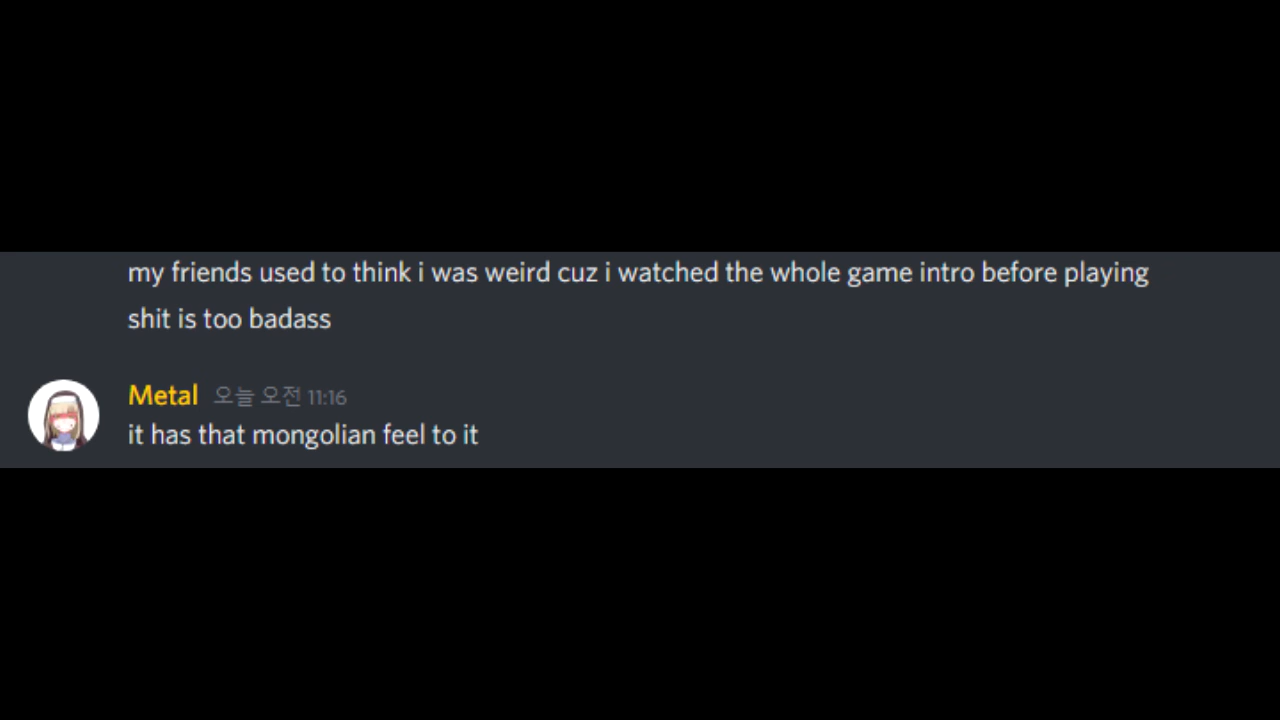 my friends used to think i was weird cuz i watched the whole game intro before playing
shit is too badass
Metal 오늘 오전 11:16
it has that mongolian feel to it